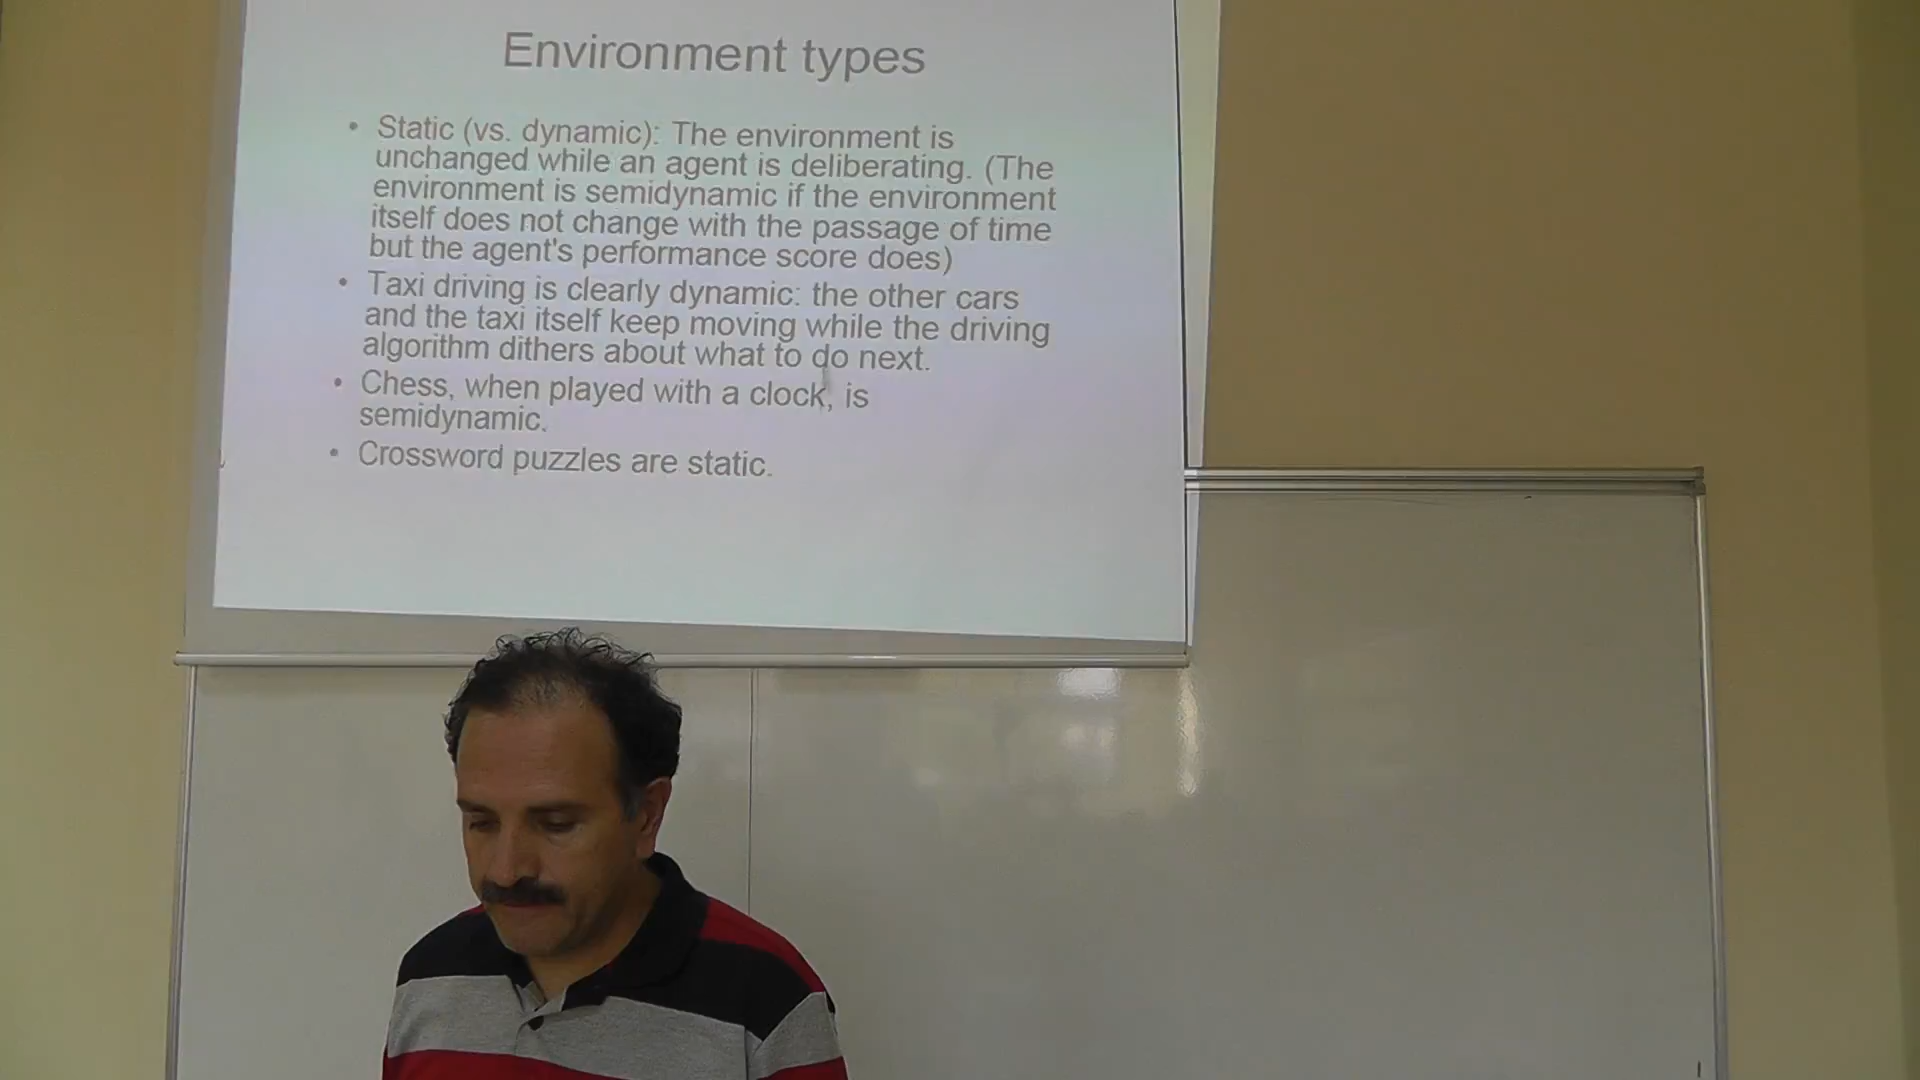 Environment types
• Static (vs. dynamic): The environment is
unchanged while an agent is deliberating. (The
environment is semidynamic if the environment
itself does not change with the passage of time
but the agent's performance score does)
• Taxi driving is clearly dynamic: the other cars
and the taxi itself keep moving while the driving
algorithm dithers about what to do next.
• Chess, when played with a clock, is
semidynamic.
• Crossword puzzles are static.